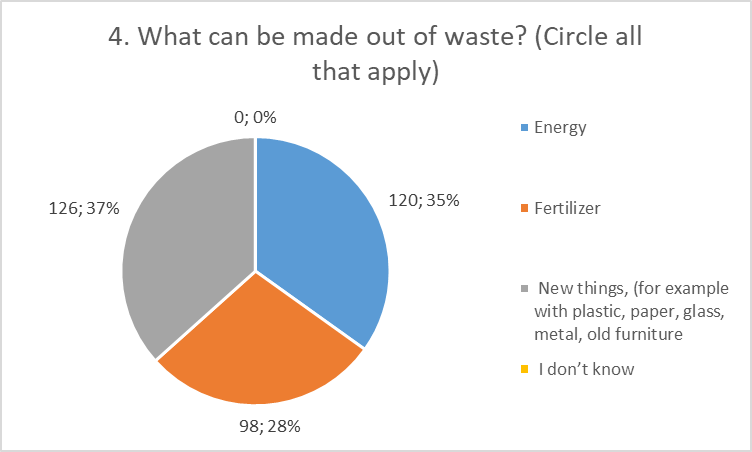 4. What can be made out of waste? (Circle all
that apply)
0; 0%
120; 35%
126; 37%
98; 28%
Energy
Fertilizer
New things, (for example
with plastic, paper, glass,
metal, old furniture
I don’t know